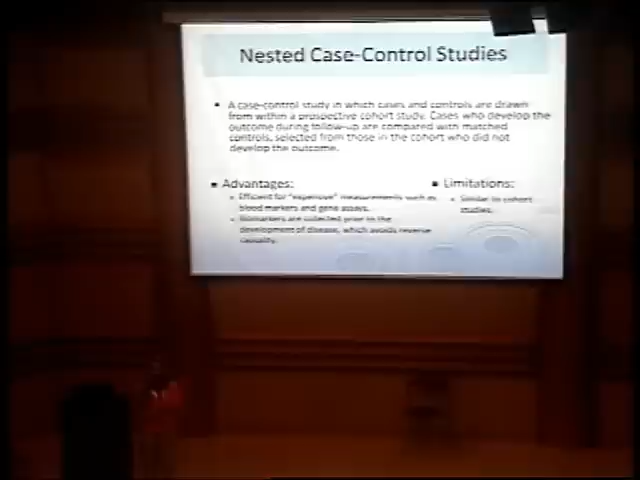 Nested Case-Control Studies
A case-control study in which cases and controls are drawn
from within a prospective cohort study. Cases who develop the
outcome during follow-up are compared with matched
controls, selected from those in the cohort who did not
develop the outcome.
Advantages:
Efficient for "expensive" measurements such as
blood markers and gene assays.
Biomarkers are collected prior to the
development of disease, which avoids reverse
causality.
Limitations:
Similar to cohort
studies.